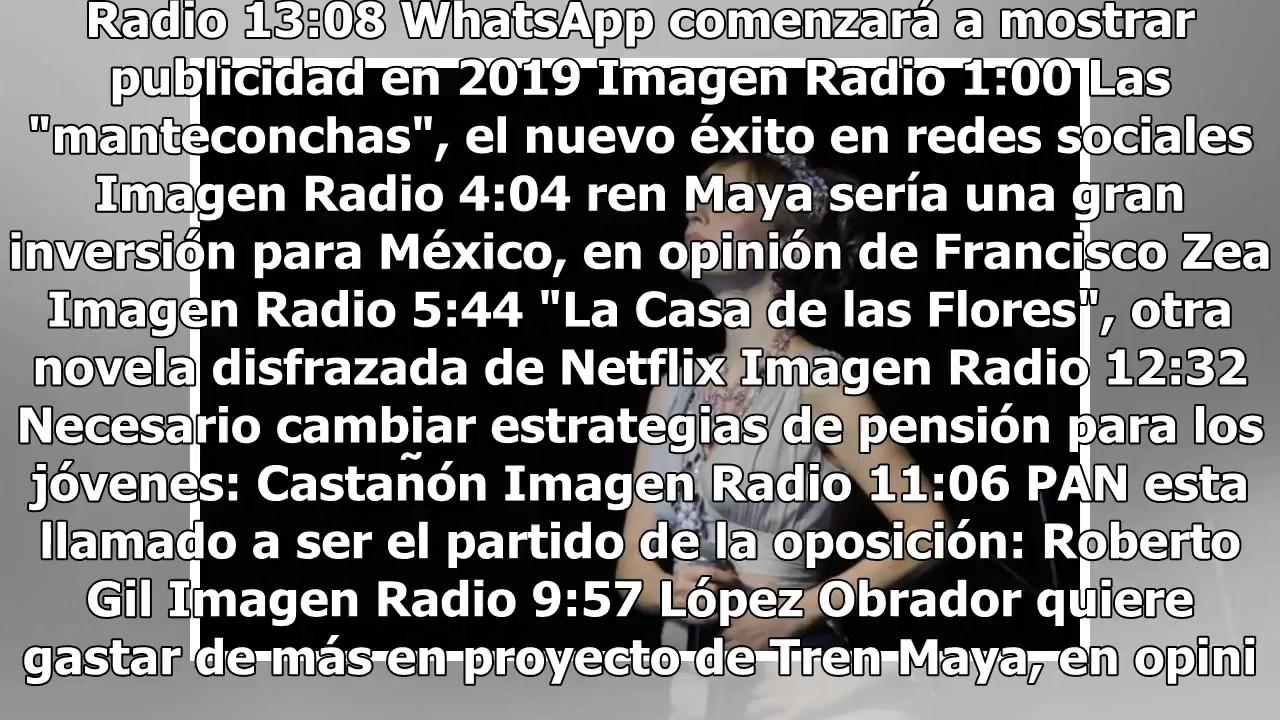 Radio 13:08 WhatsApp comenzará a mostrar
publicidad en 2019 Imagen Radio 1:00 Las
"manteconchas", el nuevo éxito en redes sociales
Imagen Radio 4:04 ren Maya sería una gran
inversión para México, en opinión de Francisco Zea
Imagen Radio 5:44 "La Casa de las Flores", otra
novela disfrazada de Netflix Imagen Radio 12:32
Necesario cambiar estrategias de pensión para los
jóvenes: Castañón Imagen Radio 11:06 PAN esta
llamado a ser el partido de la oposición: Roberto
Gil Imagen Radio 9:57 López Obrador quiere
gastar de más en proyecto de Tren Maya, en opini